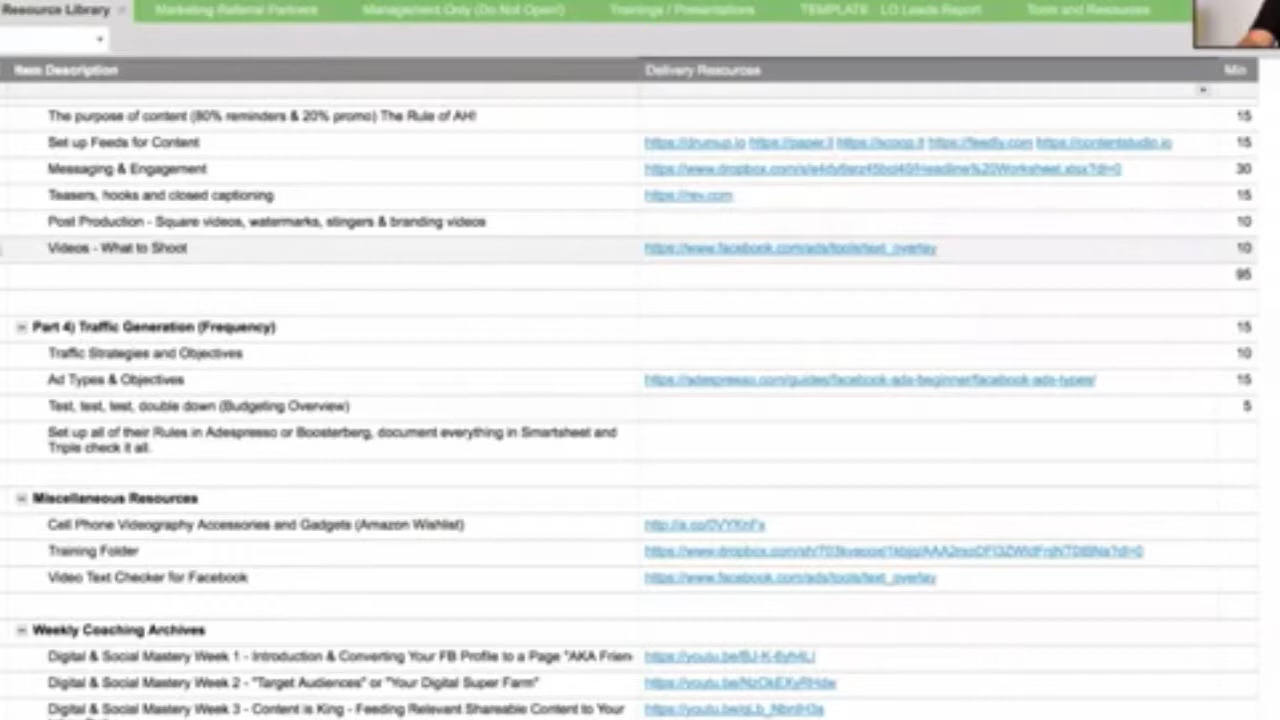 Resource Library Marketing Referral Partners Management Only (Do Not Open!) Trainings / Presentations TEMPLATE - LO Leads Report Tools and Resources
Item Description Delivery Resources Min
The purpose of content (80% reminders & 20% promo) The Rule of AH! 15
Set up Feeds for Content https://drumup.io https://paper.li https://scoop.it https://feedly.com https://contentstudio.io 15
Messaging & Engagement 30
Teasers, hooks and closed captioning https://rev.com 15
Post Production - Square videos, watermarks, stingers & branding videos 10
Videos - What to Shoot https://www.facebook.com/ads/tools/text_overlay 10
95
Part 4) Traffic Generation (Frequency) 15
Traffic Strategies and Objectives 10
Ad Types & Objectives https://adespresso.com/guides/facebook-ads-beginner/facebook-ads-types/ 15
Test, test, test, double down (Budgeting Overview) 5
Set up all of their Rules in Adespresso or Boosterberg, document everything in Smartsheet and
Triple check it all.
Miscellaneous Resources
Cell Phone Videography Accessories and Gadgets (Amazon Wishlist)
Training Folder
Video Text Checker for Facebook https://www.facebook.com/ads/tools/text_overlay
Weekly Coaching Archives
Digital & Social Mastery Week 1 - Introduction & Converting Your FB Profile to a Page "AKA Frien
Digital & Social Mastery Week 2 - "Target Audiences" or "Your Digital Super Farm"
Digital & Social Mastery Week 3 - Content is King - Feeding Relevant Shareable Content to Your